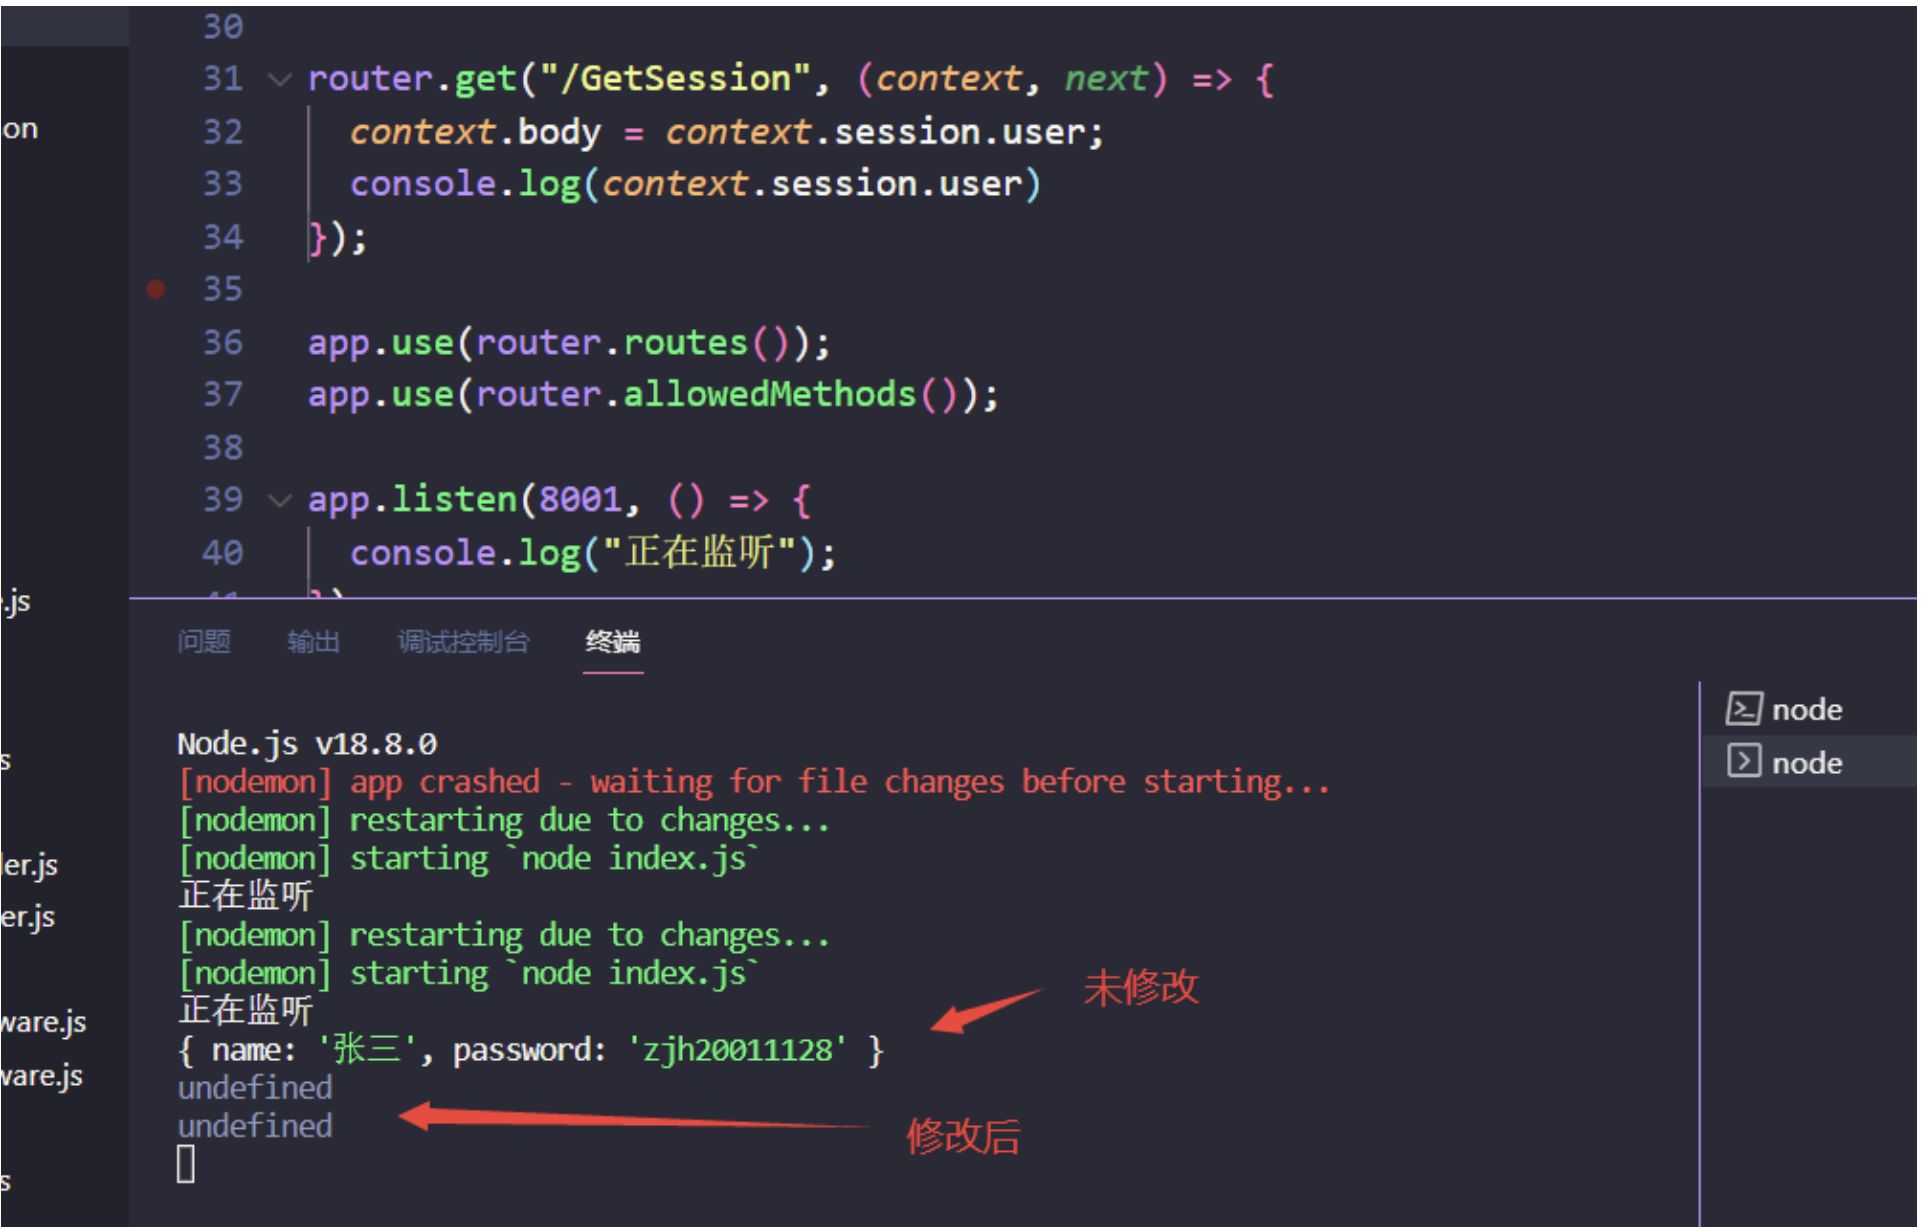 30
31 router.get("/GetSession", (context, next) => {
on
32 context.body = context.session.user;
33 console.log(context.session.user)
34 });
35
36 app.use(router.routes());
37 app.use(router.allowedMethods());
38
39 app.listen(8001, () => {
40 console.log("正在监听");
41 })
.js
问题 输出 调试控制台 终端
node
node
Node.js v18.8.0
s
[nodemon] app crashed - waiting for file changes before starting...
[nodemon] restarting due to changes...
[nodemon] starting `node index.js`
ler.js
正在监听
er.js
[nodemon] restarting due to changes...
[nodemon] starting `node index.js`
未修改
正在监听
ware.js
{ name: '张三', password: 'zjh20011128' }
ware.js
undefined
undefined
修改后
s